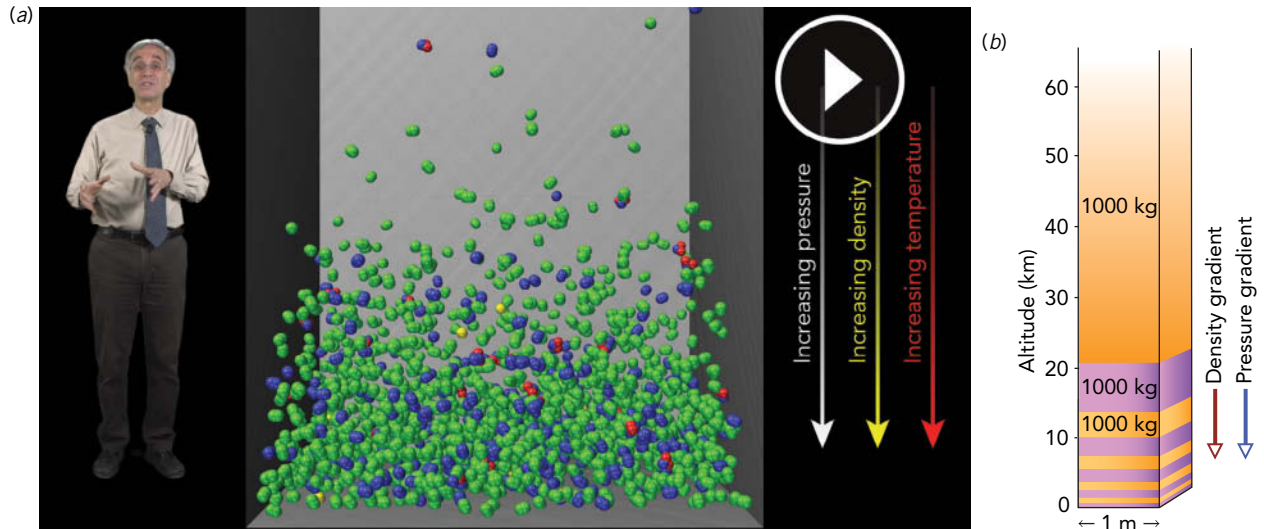 (a)
Increasing pressure
Increasing density
Increasing temperature
(b)
60
50
40
30
20
10
0
Altitude (km)
1000 kg
1000 kg
1000 kg
Density gradient
Pressure gradient
← 1 m →